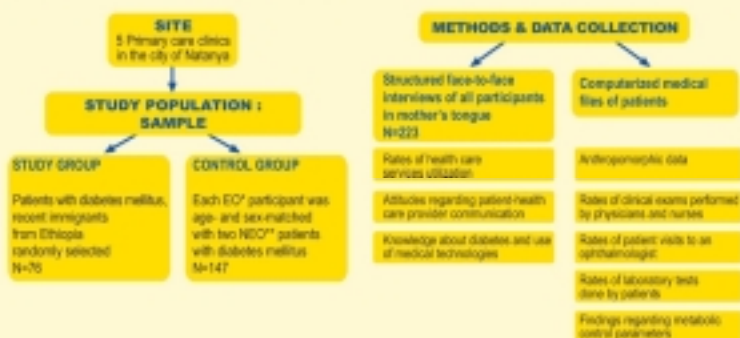 SITE
5 Primary care clinics
in the city of Natanya
STUDY POPULATION :
SAMPLE
STUDY GROUP
Patients with diabetes mellitus,
recent immigrants
from Ethiopia
randomly selected
N=76
CONTROL GROUP
Each EO* participant was
age- and sex-matched
with two NEO** patients
with diabetes mellitus
N=147
METHODS & DATA COLLECTION
Structured face-to-face
interviews of all participants
in mother's tongue
N=223
Rates of health care
services utilization
Attitudes regarding patient-health
care provider communication
Knowledge about diabetes and use
of medical technologies
Computarized medical
files of patients
Anthropomorphic data
Rates of clinical exams performed
by physicians and nurses
Rates of patient visits to an
ophthalmologist
Rates of laboratory tests
done by patients
Findings regarding metabolic
control parameters